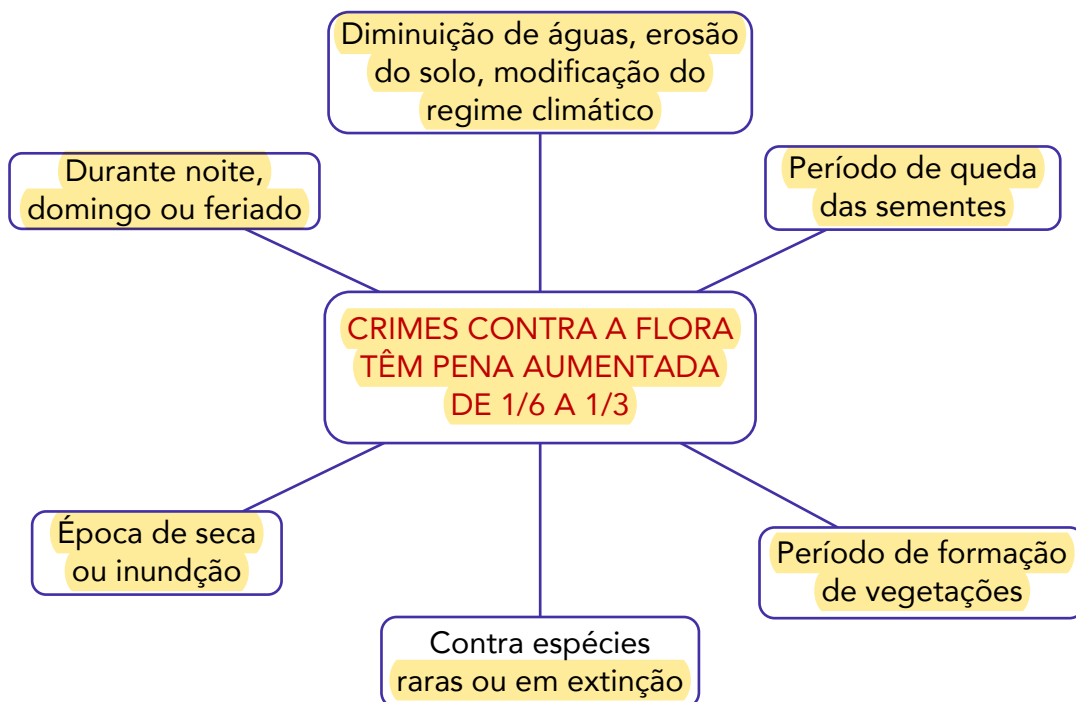 Diminuição de águas, erosão
do solo, modificação do
regime climático
Durante noite,
domingo ou feriado
Período de queda
das sementes
CRIMES CONTRA A FLORA
TÊM PENA AUMENTADA
DE 1/6 A 1/3
Época de seca
ou inundção
Período de formação
de vegetações
Contra espécies
raras ou em extinção